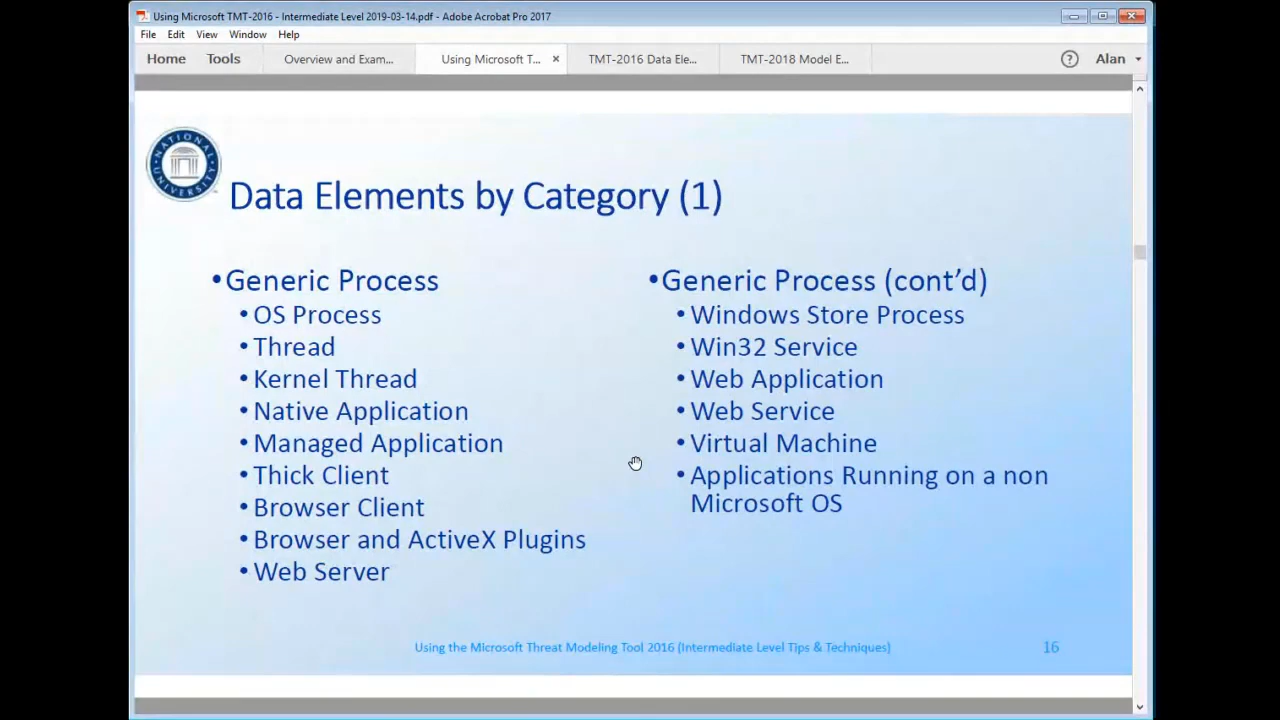 Using Microsoft TMT-2016 - Intermediate Level 2019-03-14.pdf - Adobe Acrobat Pro 2017
File Edit View Window Help
Home Tools Overview and Exam... Using Microsoft T... × TMT-2016 Data Ele... TMT-2018 Model E... ? Alan
NATIONAL UNIVERSITY
Data Elements by Category (1)
•Generic Process
• OS Process
• Thread
• Kernel Thread
• Native Application
• Managed Application
• Thick Client
• Browser Client
• Browser and ActiveX Plugins
• Web Server
•Generic Process (cont’d)
• Windows Store Process
• Win32 Service
• Web Application
• Web Service
• Virtual Machine
• Applications Running on a non
Microsoft OS
Using the Microsoft Threat Modeling Tool 2016 (Intermediate Level Tips & Techniques)
16